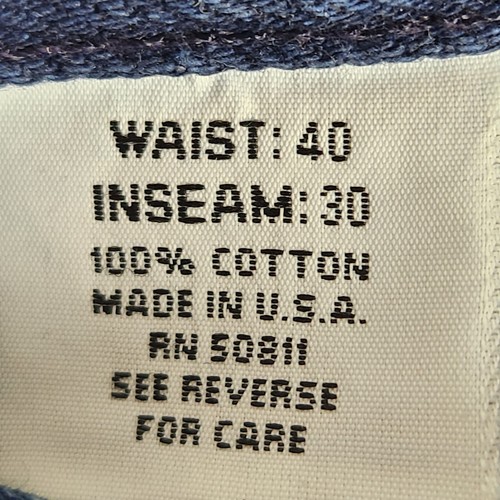 WAIST: 40
INSEAM: 30
100% COTTON
MADE IN U.S.A.
RN 50811
SEE REVERSE
FOR CARE